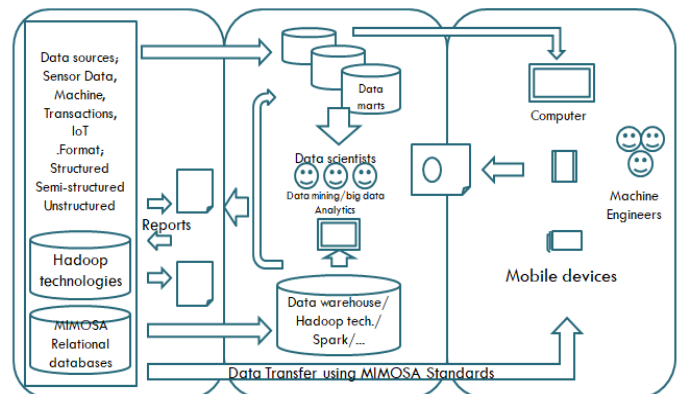 Data sources;
Sensor Data,
Machine,
Transactions,
IoT
.Format;
Structured
Semi-structured
Unstructured
Hadoop
technologies
MIMOSA
Relational
databases
Reports
Data
marts
Data scientists
Data mining/big data
Analytics
Data warehouse/
Hadoop tech./
Spark/...
Data Transfer using MIMOSA Standards
Computer
Machine
Engineers
Mobile devices